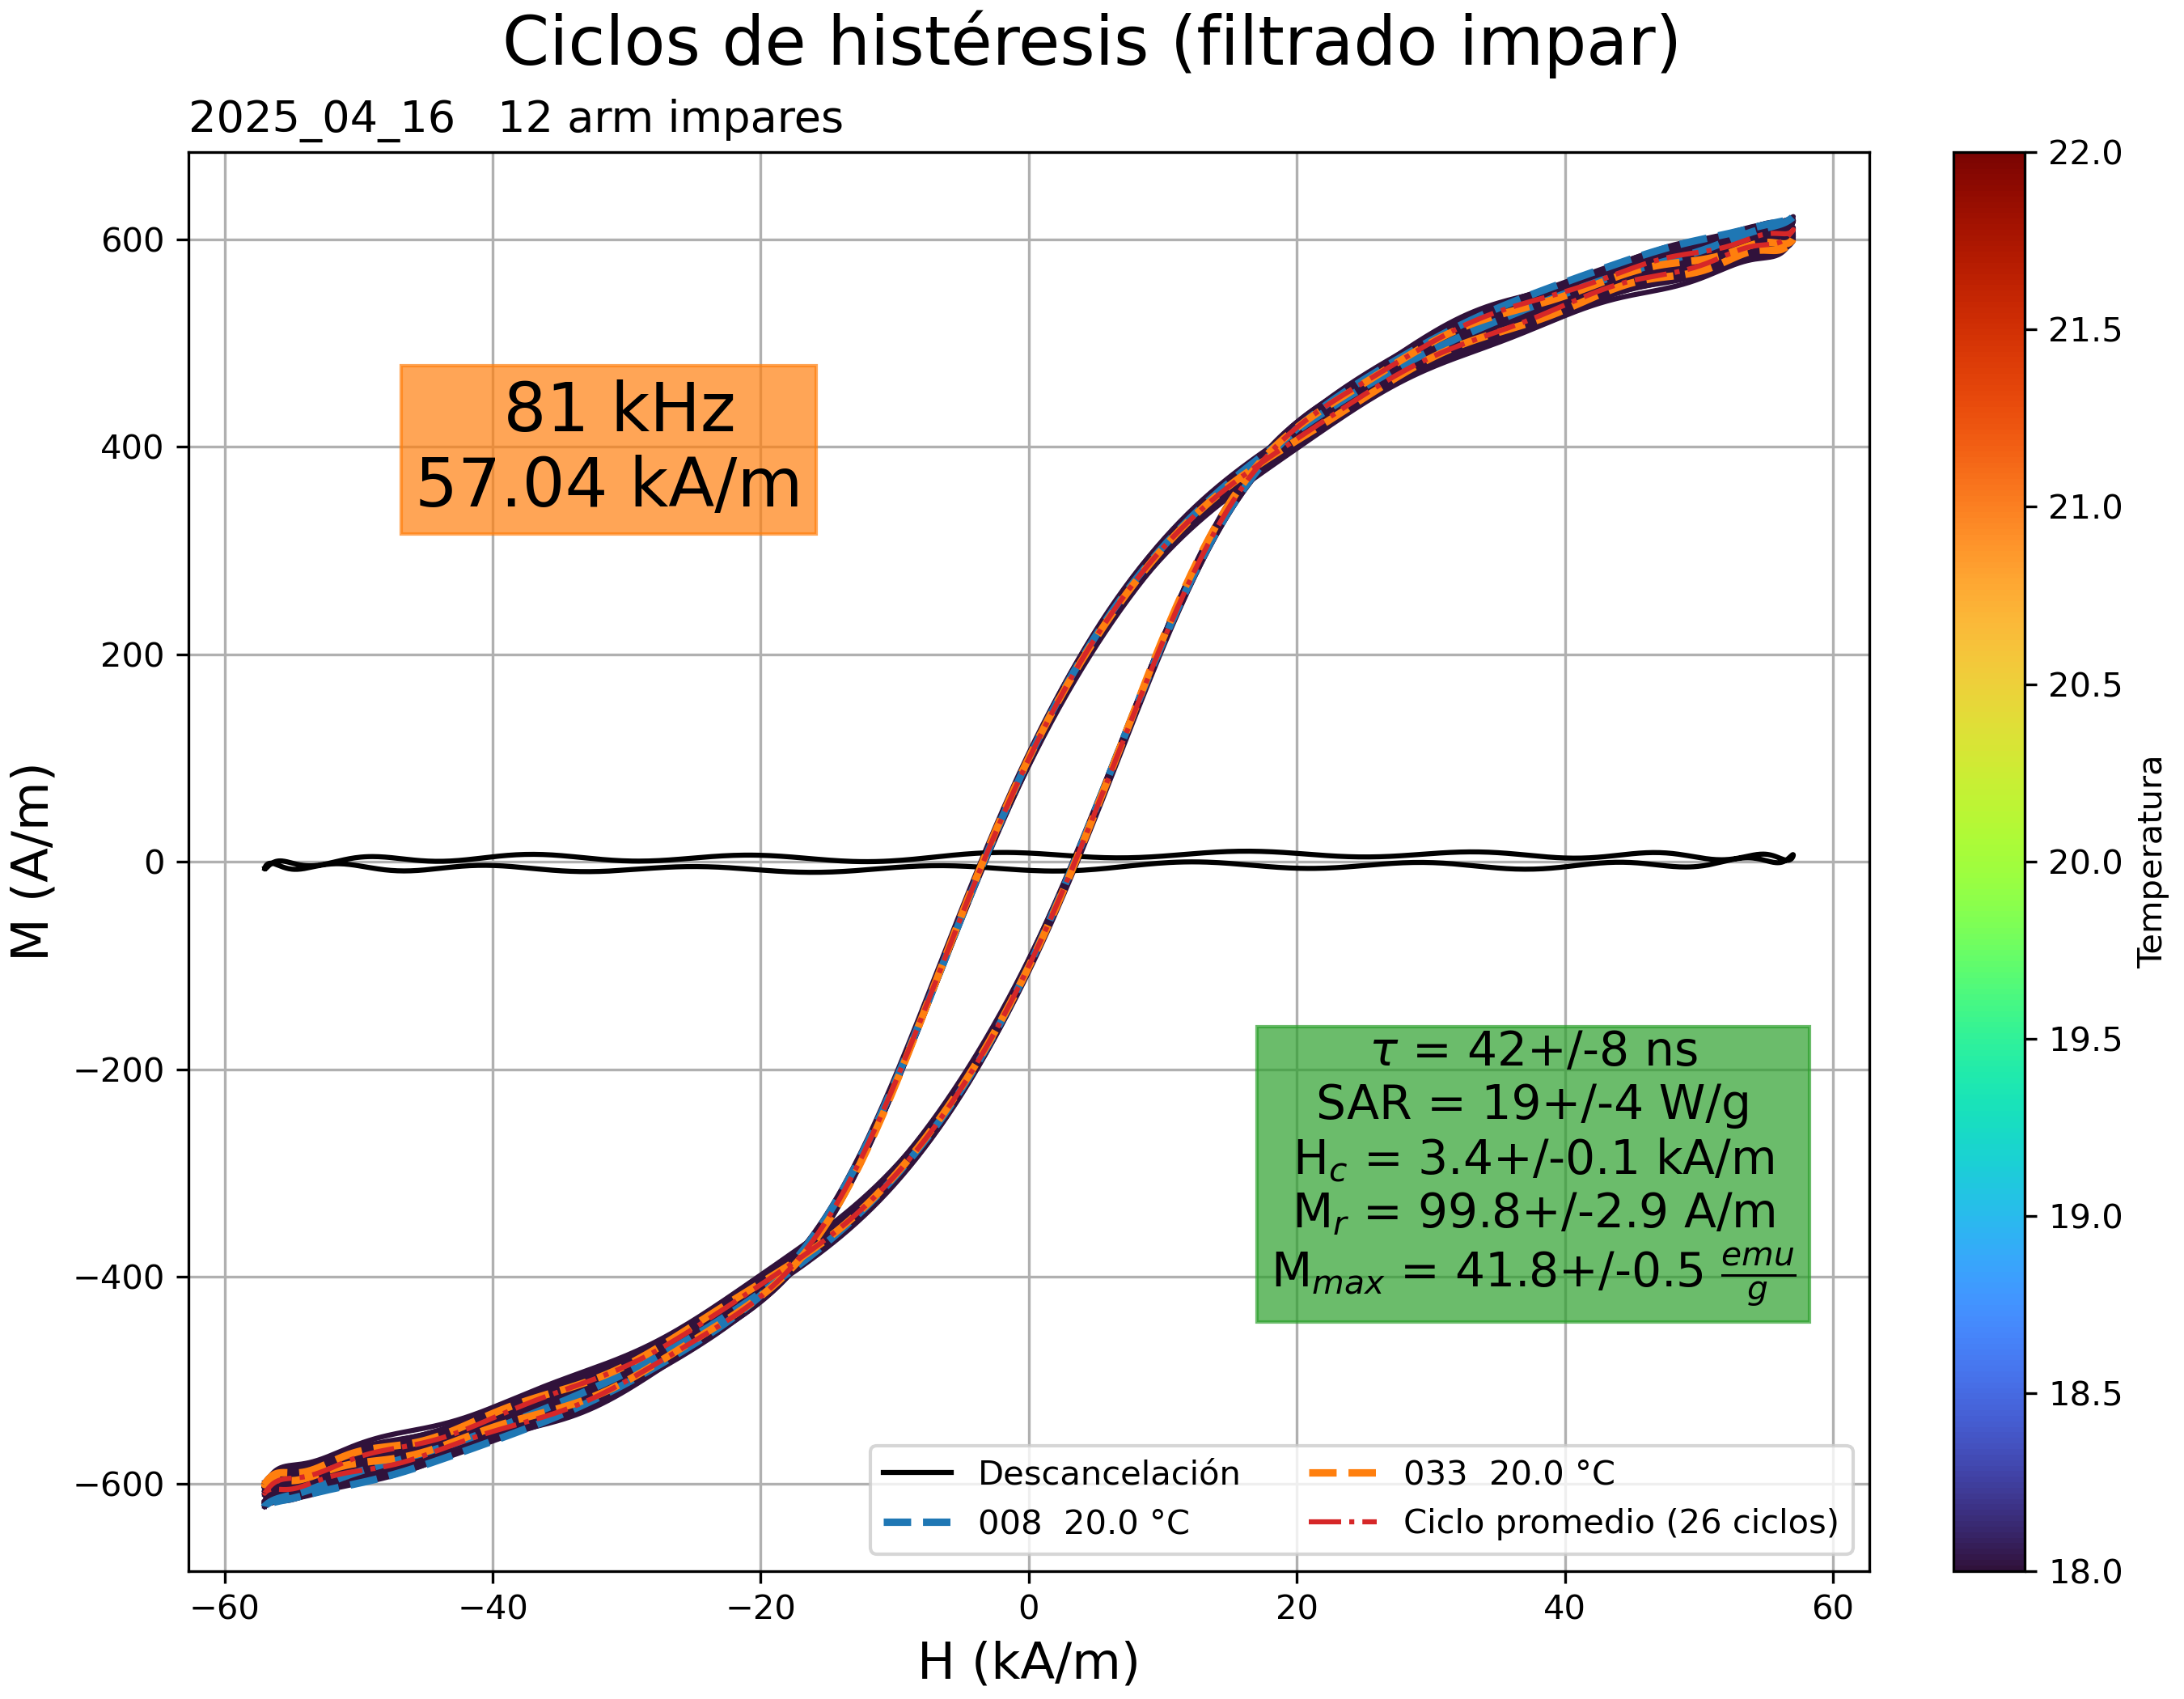 Ciclos de histéresis (filtrado impar)
2025_04_16   12 arm impares
M (A/m)
600
400
200
0
−200
−400
−600
81 kHz
57.04 kA/m
τ = 42+/-8 ns
SAR = 19+/-4 W/g
H_c = 3.4+/-0.1 kA/m
M_r = 99.8+/-2.9 A/m
M_max = 41.8+/-0.5 emu/g
Descancelación
008  20.0 °C
033  20.0 °C
Ciclo promedio (26 ciclos)
−60 −40 −20 0 20 40 60
H (kA/m)
22.0
21.5
21.0
20.5
20.0
19.5
19.0
18.5
18.0
Temperatura